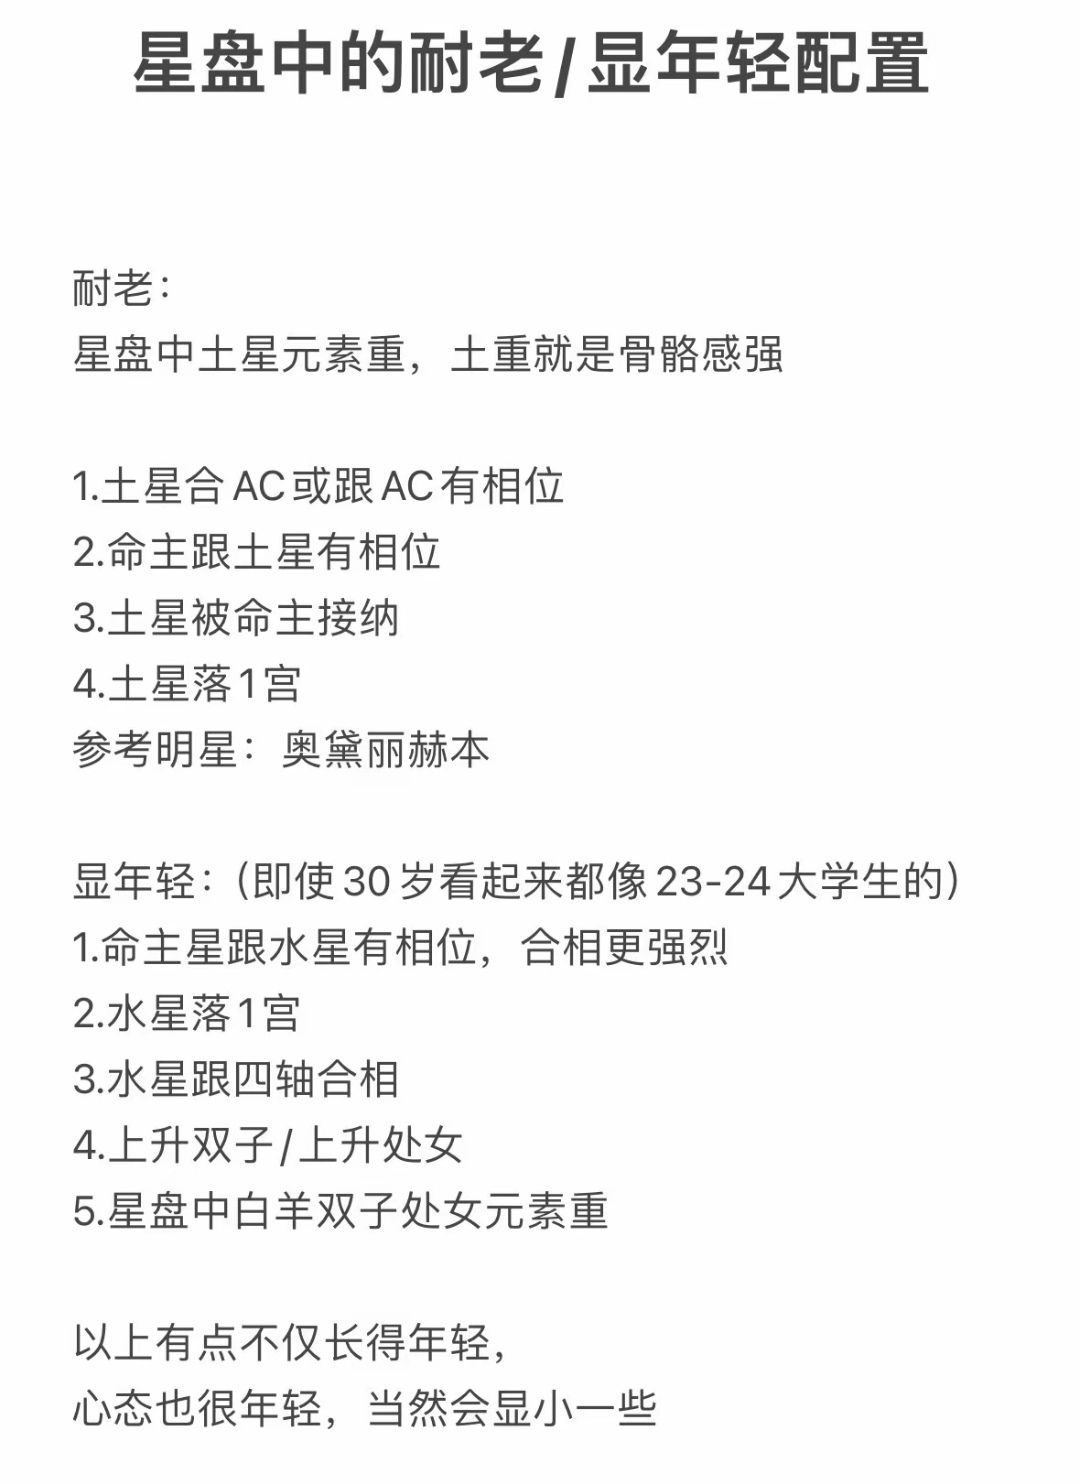 星盘中的耐老/显年轻配置
耐老：
星盘中土星元素重，土重就是骨骼感强
1.土星合AC或跟AC有相位
2.命主跟土星有相位
3.土星被命主接纳
4.土星落1宫
参考明星：奥黛丽赫本
显年轻：（即使30岁看起来都像23-24大学生的）
1.命主星跟水星有相位，合相更强烈
2.水星落1宫
3.水星跟四轴合相
4.上升双子/上升处女
5.星盘中白羊双子处女元素重
以上有点不仅长得年轻，
心态也很年轻，当然会显小一些